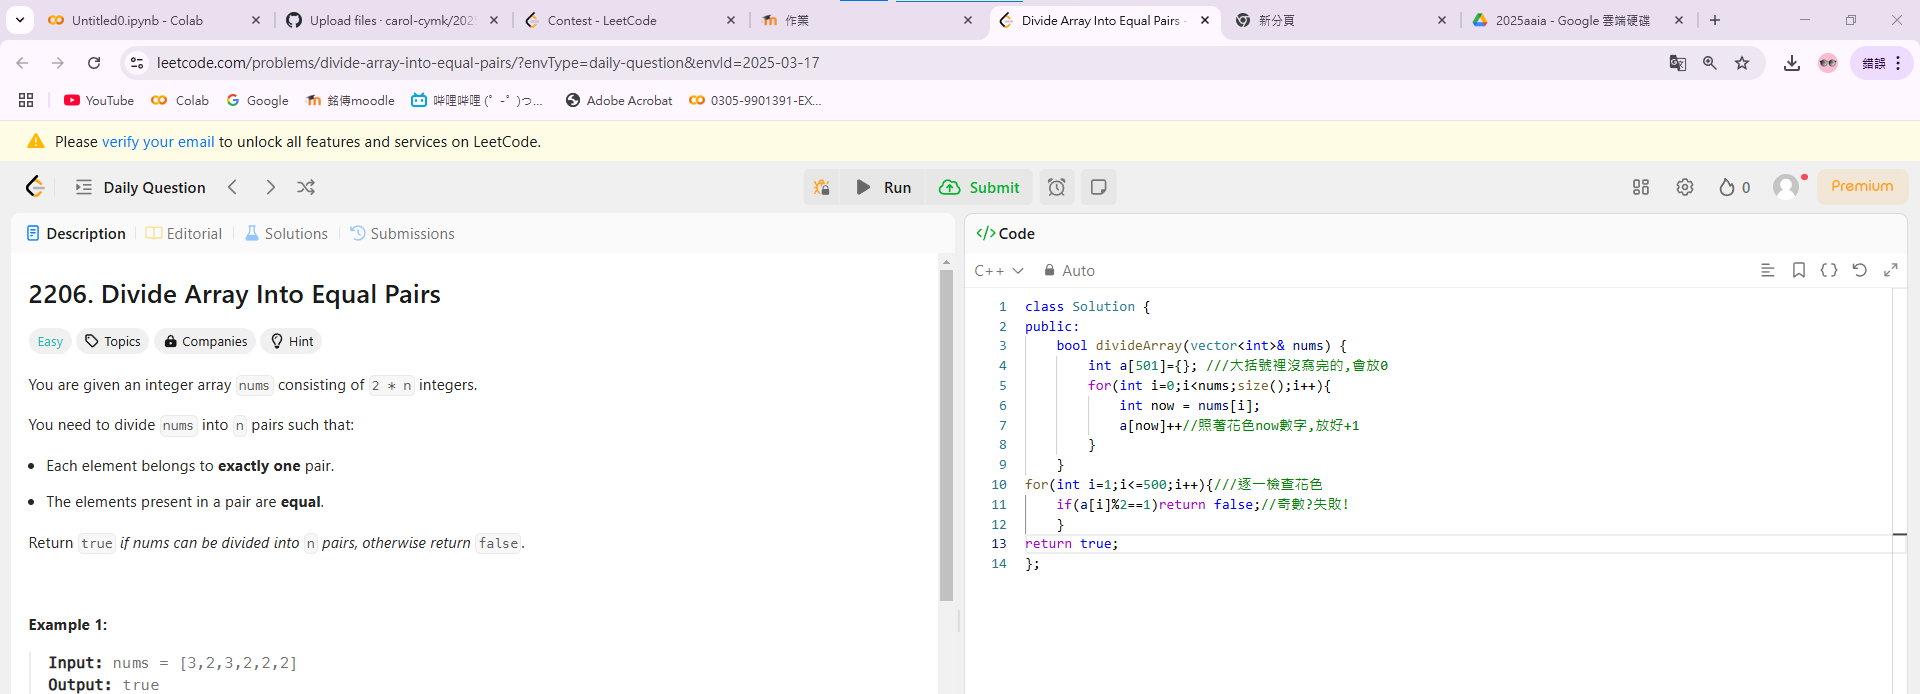 Untitled0.ipynb - Colab
Upload files · carol-cymk/2025
Contest - LeetCode
作業
Divide Array Into Equal Pairs -
新分頁
2025aaia - Google 雲端硬碟
leetcode.com/problems/divide-array-into-equal-pairs/?envType=daily-question&envId=2025-03-17
錯誤
YouTube
Colab
Google
銘傳moodle
哔哩哔哩 (゜-゜)つ...
Adobe Acrobat
0305-9901391-EX...
Please verify your email to unlock all features and services on LeetCode.
Daily Question
Run
Submit
0
Premium
Description
Editorial
Solutions
Submissions
2206. Divide Array Into Equal Pairs
Easy
Topics
Companies
Hint
You are given an integer array nums consisting of 2 * n integers.
You need to divide nums into n pairs such that:
• Each element belongs to exactly one pair.
• The elements present in a pair are equal.
Return true if nums can be divided into n pairs, otherwise return false.
Example 1:
Input: nums = [3,2,3,2,2,2]
Output: true
</> Code
C++
Auto
1 class Solution {
2 public:
3 bool divideArray(vector<int>& nums) {
4 int a[501]={}; ///大括號裡沒寫完的,會放0
5 for(int i=0;i<nums;size();i++){
6 int now = nums[i];
7 a[now]++//照著花色now數字,放好+1
8 }
9 }
10 for(int i=1;i<=500;i++){///逐一檢查花色
11 if(a[i]%2==1)return false;//奇數?失敗!
12 }
13 return true;
14 };